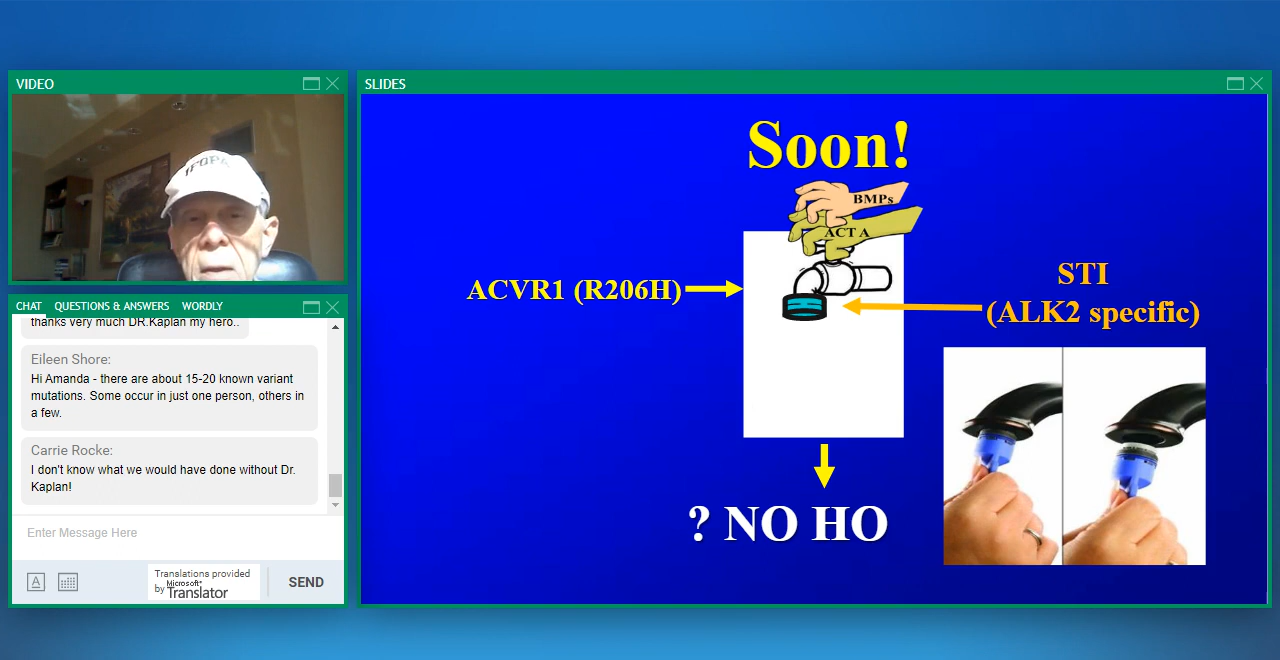 VIDEO
IFOPA
CHAT QUESTIONS & ANSWERS WORDLY
thanks very much DR.Kaplan my hero..
Eileen Shore:
Hi Amanda - there are about 15-20 known variant
mutations. Some occur in just one person, others in
a few.
Carrie Rocke:
I don't know what we would have done without Dr.
Kaplan!
Enter Message Here
A
Translations provided
by Microsoft® Translator
SEND
SLIDES
Soon!
BMPs
ACT A
ACVR1 (R206H)
STI
(ALK2 specific)
? NO HO